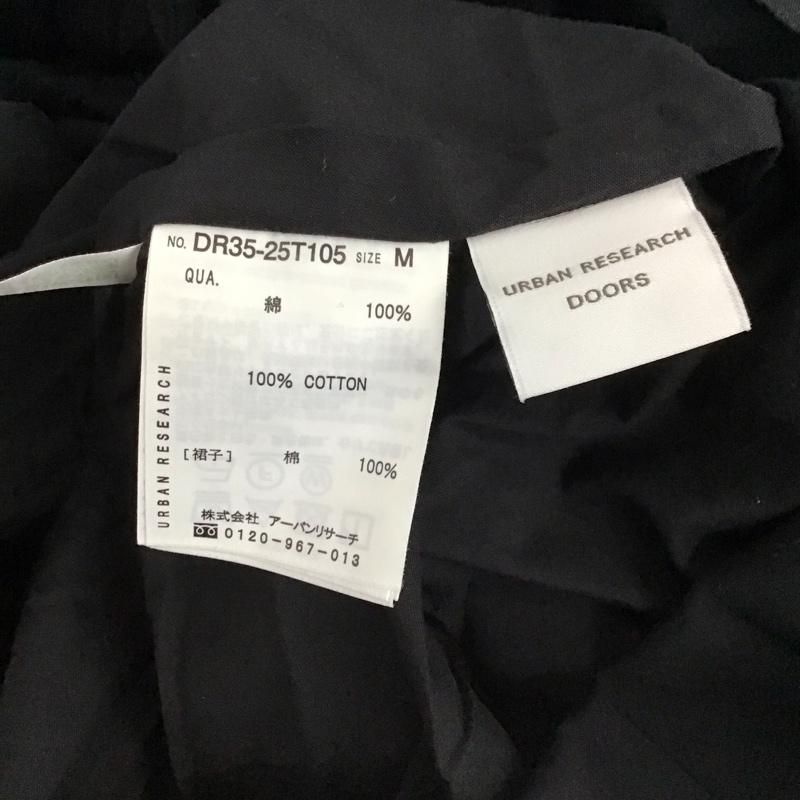 NO. DR35-25T105 SIZE M
QUA.
綿 100%
100% COTTON
[裙子] 棉 100%
株式会社 アーバンリサーチ
0120-967-013
URBAN RESEARCH
URBAN RESEARCH
DOORS